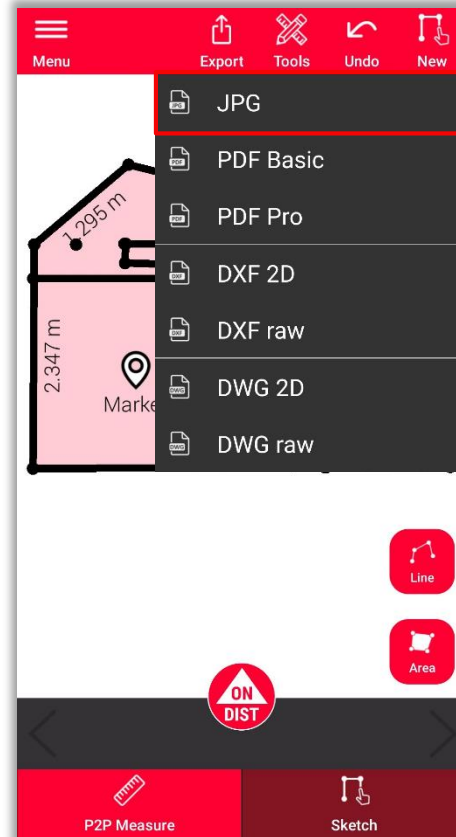 Menu
Export
Tools
Undo
New
JPG
PDF Basic
PDF Pro
DXF 2D
DXF raw
DWG 2D
DWG raw
1.295 m
2.347 m
Marke
Line
Area
ON
DIST
P2P Measure
Sketch